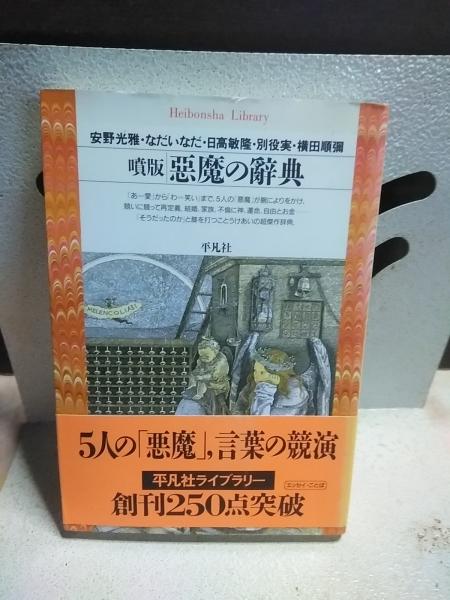 Heibonsha Library
安野光雅・なだいなだ・日高敏隆・別役実・横田順彌
噴版 悪魔の辭典
「あー愛」から「わー笑い」まで、5人の「悪魔」が腕によりをかけ、
競いに競って再定義。結婚、家族、不倫に神、運命、自由とお金……
「そうだったのか」と膝を打つことうけあいの超傑作辞典。
平凡社
MELENCOLIA§I
5人の「悪魔」，言葉の競演
平凡社ライブラリー
エッセイ・ことば
創刊250点突破